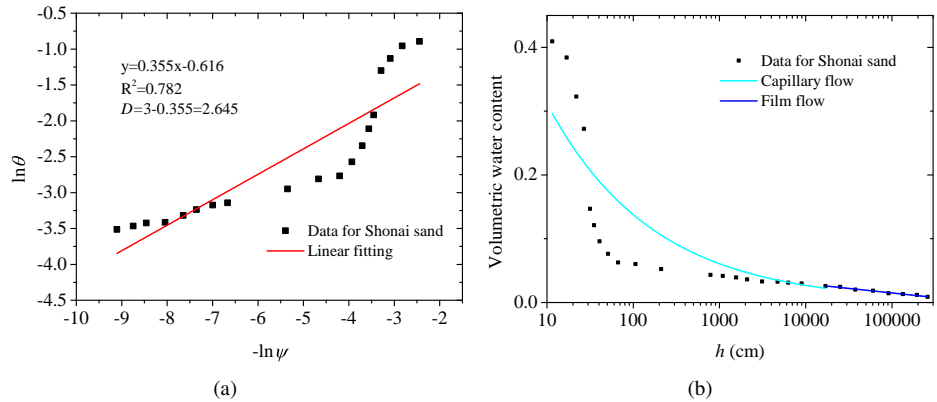 -0.5
-1.0
-1.5
-2.0
-2.5
-3.0
-3.5
-4.0
-4.5
lnθ
y=0.355x-0.616
R²=0.782
D=3-0.355=2.645
Data for Shonai sand
Linear fitting
-10 -9 -8 -7 -6 -5 -4 -3 -2
-lnψ
(a)
0.4
0.2
0.0
Volumetric water content
Data for Shonai sand
Capillary flow
Film flow
10 100 1000 10000 100000
h (cm)
(b)